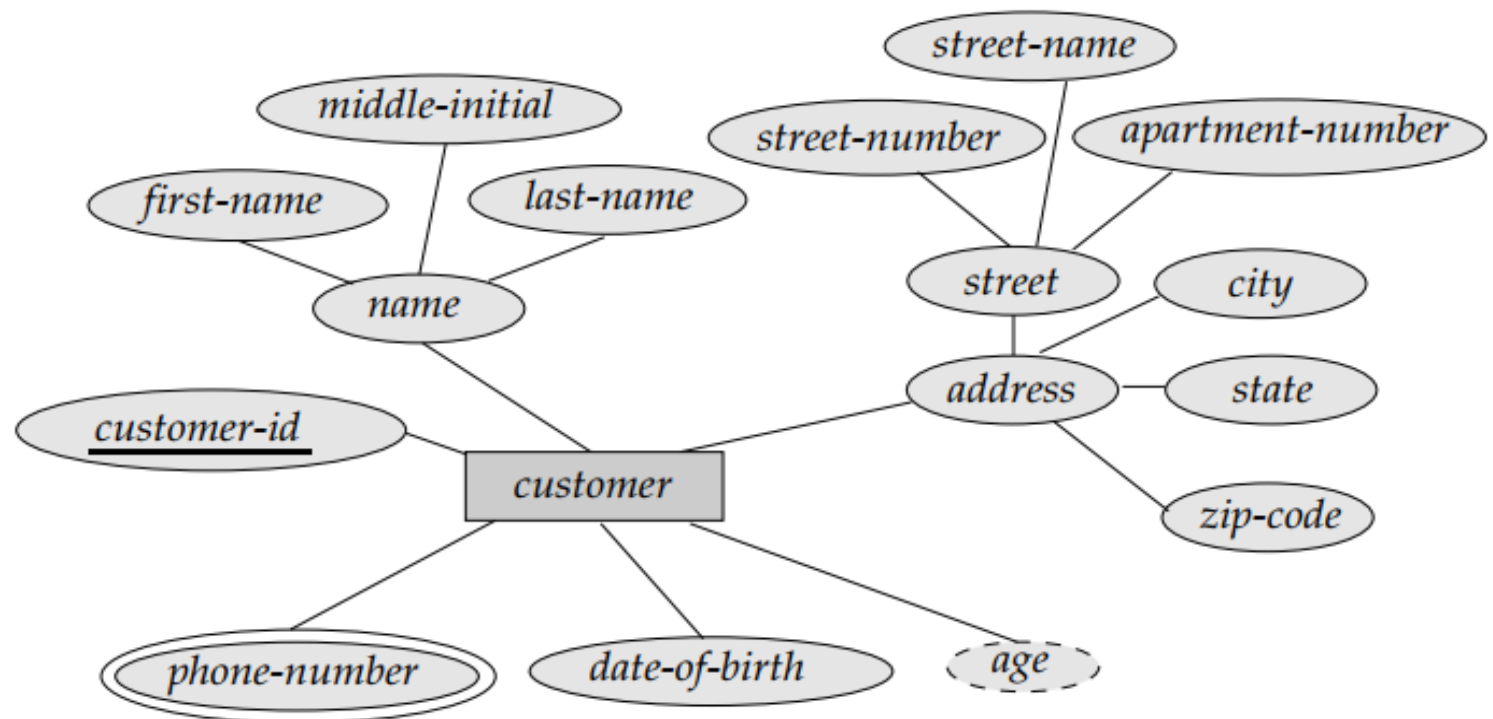 street-name
middle-initial
street-number
apartment-number
first-name
last-name
street
city
name
address
state
customer-id
customer
zip-code
phone-number
date-of-birth
age